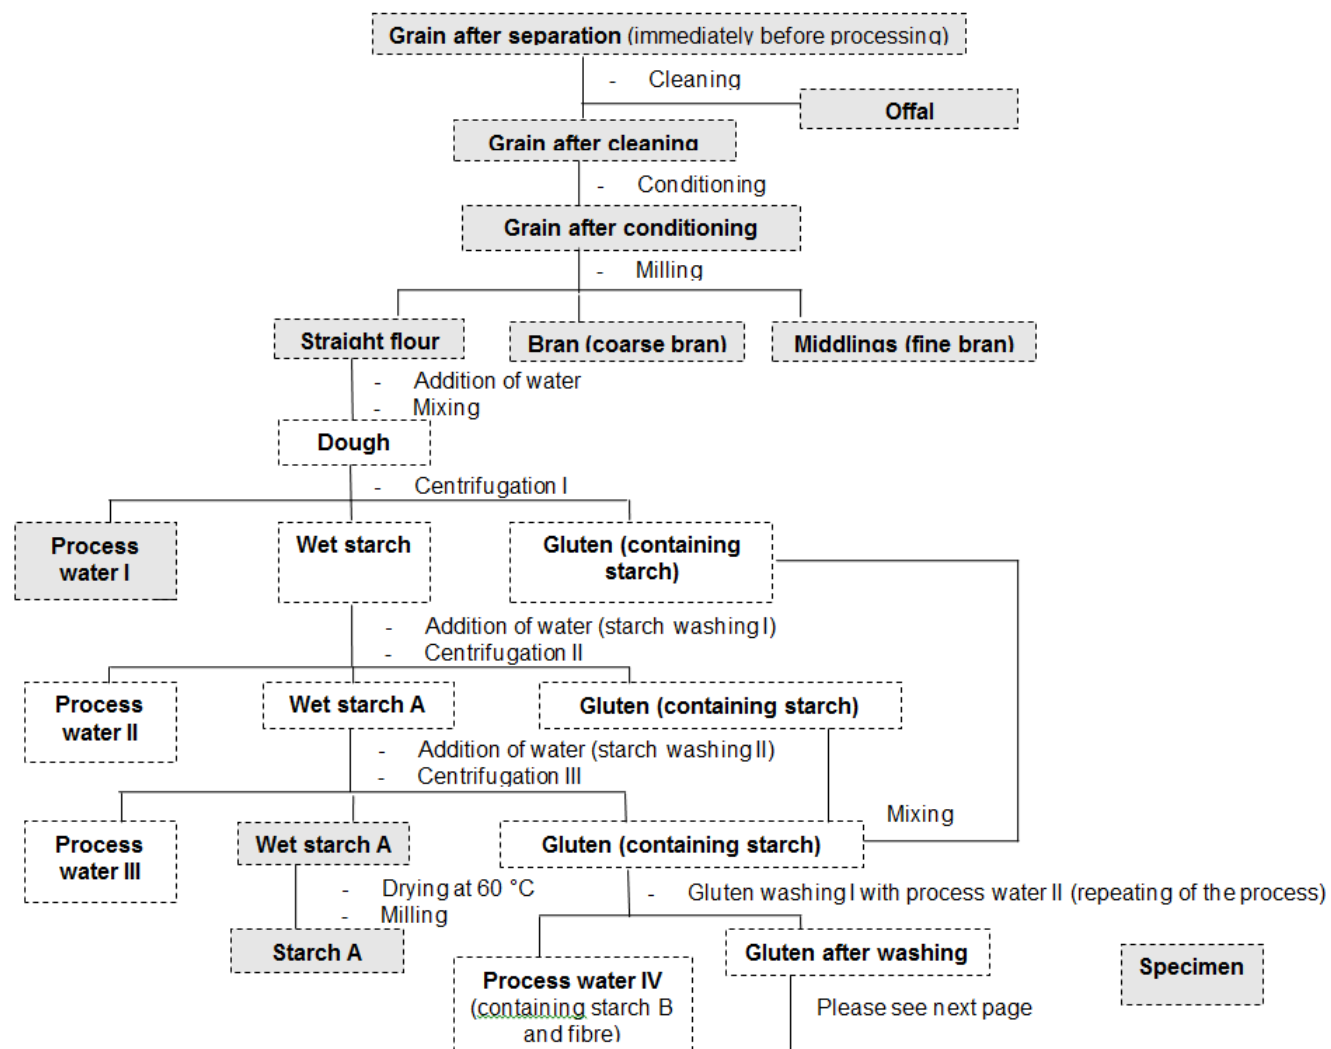 Grain after separation (immediately before processing)
- Cleaning
Offal
Grain after cleaning
- Conditioning
Grain after conditioning
- Milling
Straight flour
Bran (coarse bran)
Middlings (fine bran)
- Addition of water
- Mixing
Dough
- Centrifugation I
Process
water I
Wet starch
Gluten (containing
starch)
- Addition of water (starch washing I)
- Centrifugation II
Process
water II
Wet starch A
Gluten (containing starch)
- Addition of water (starch washing II)
- Centrifugation III
Mixing
Process
water III
Wet starch A
Gluten (containing starch)
- Drying at 60 °C
- Milling
- Gluten washing I with process water II (repeating of the process)
Starch A
Process water IV
(containing starch B
and fibre)
Gluten after washing
Please see next page
Specimen